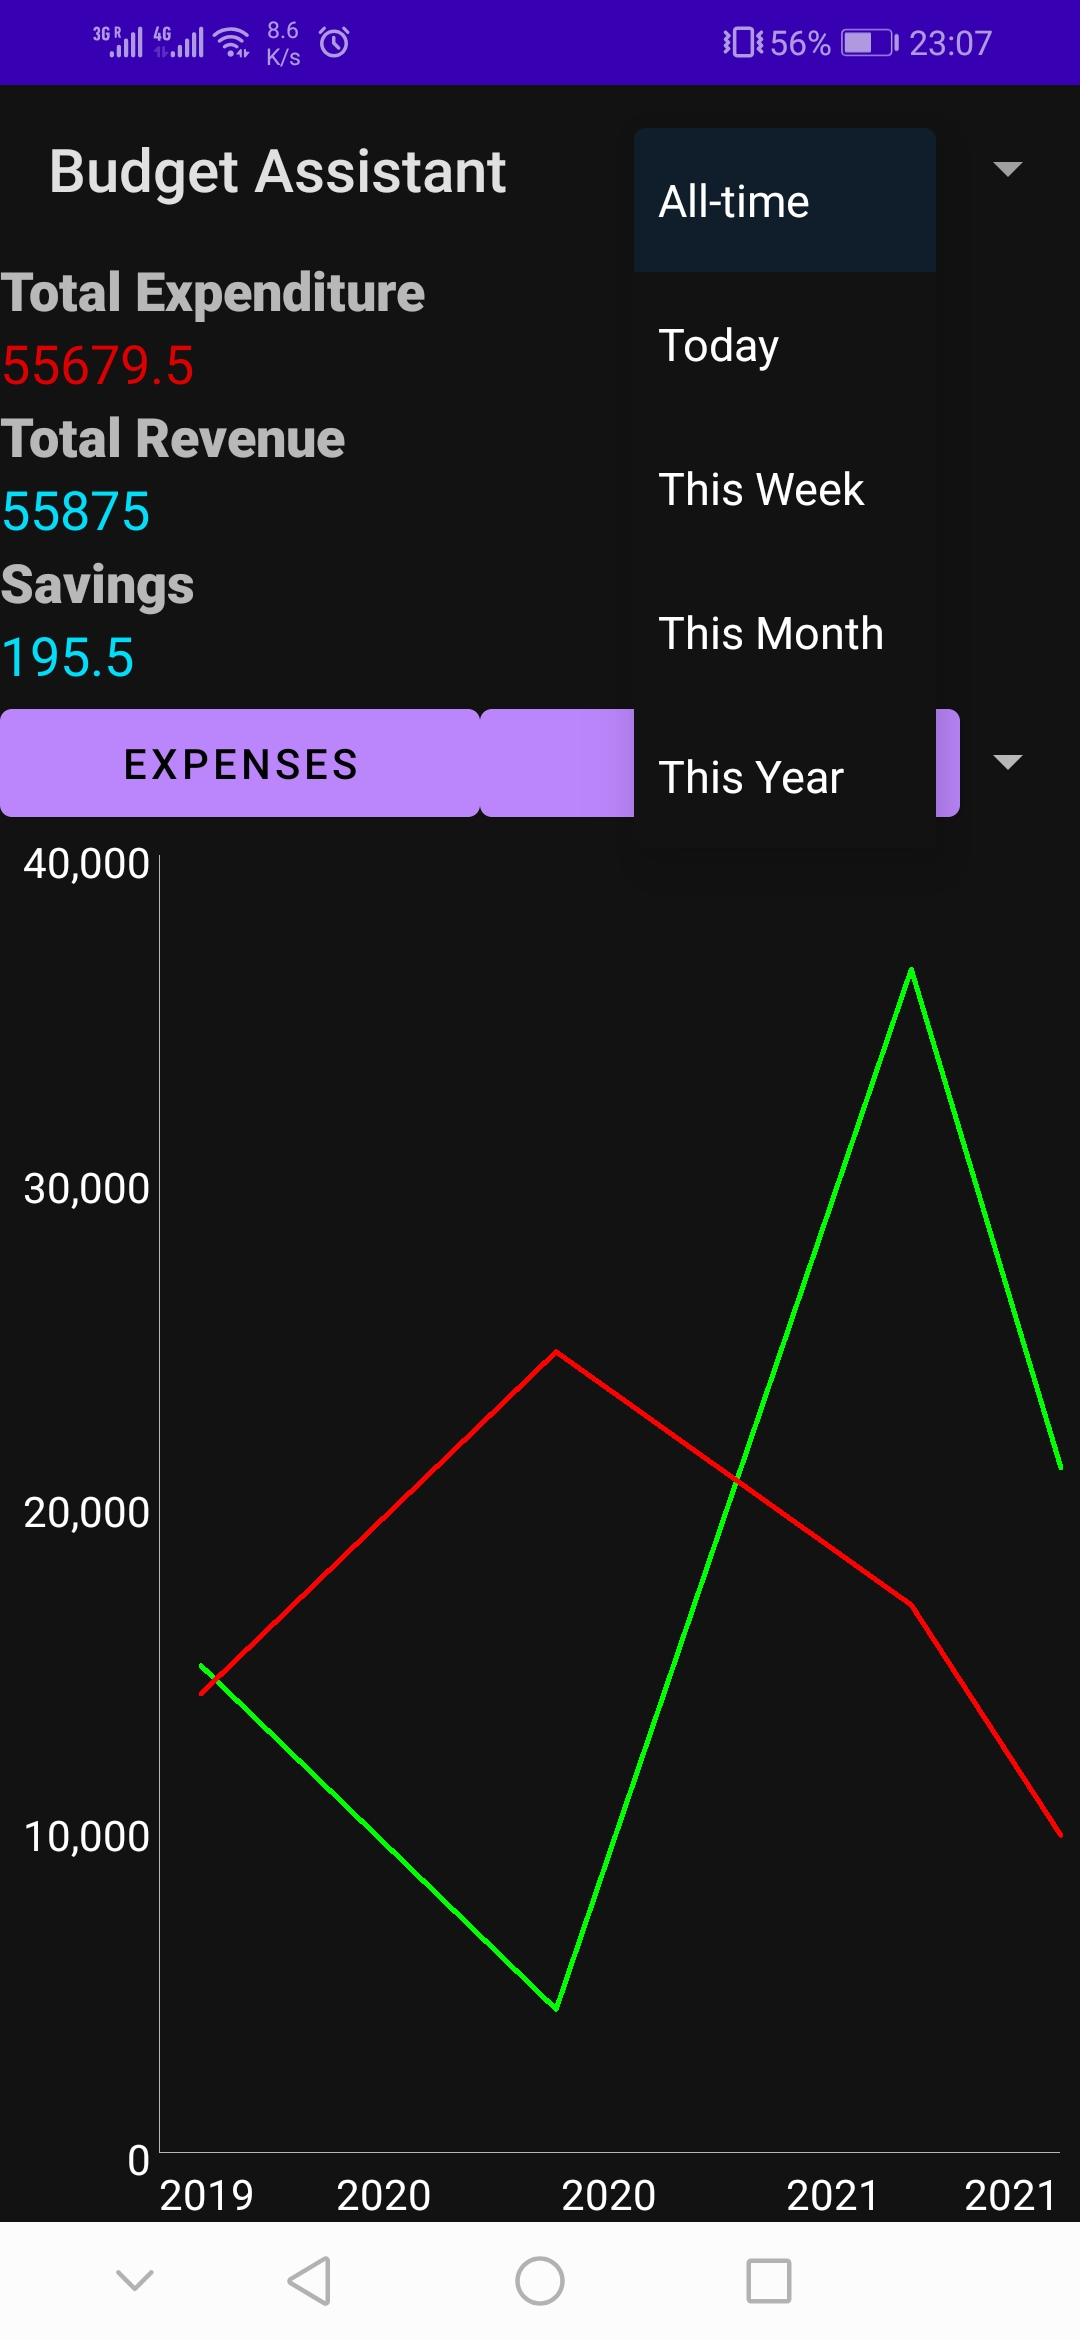 3G R 4G 8.6 K/s 56% 23:07
Budget Assistant
All-time
Total Expenditure
55679.5
Today
Total Revenue
55875
This Week
Savings
195.5
This Month
EXPENSES
This Year
40,000
30,000
20,000
10,000
0
2019 2020 2020 2021 2021